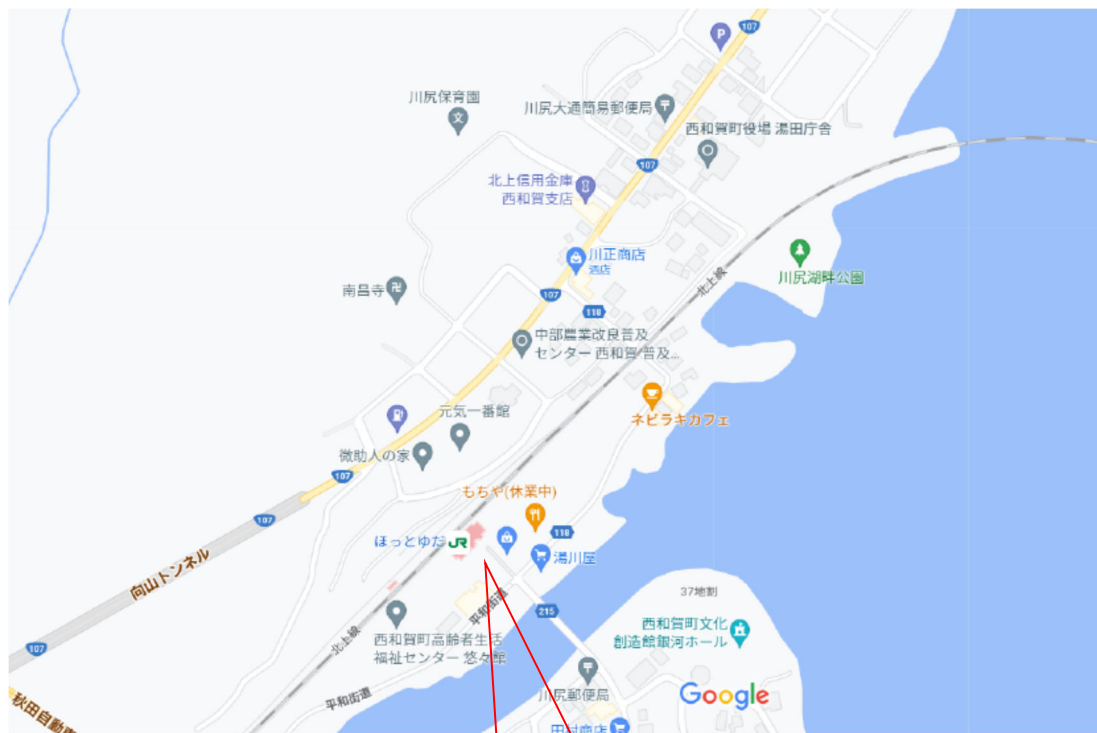 107
P
川尻保育園
文
川尻大通簡易郵便局
西和賀町役場 湯田庁舎
107
北上信用金庫
西和賀支店
川正商店
酒店
川尻湖畔公園
北上線
南昌寺
107
118
中部農業改良普及
センター 西和賀 普及...
元気一番館
ネビラキカフェ
微助人の家
107
もちや(休業中)
107
ほっとゆだ
JR
118
湯川屋
向山トンネル
37地割
平和街道
215
西和賀町文化
創造館銀河ホール
西和賀町高齢者生活
福祉センター 悠々館
北上線
107
川尻郵便局
平和街道
Google
秋田自動車
田村商店